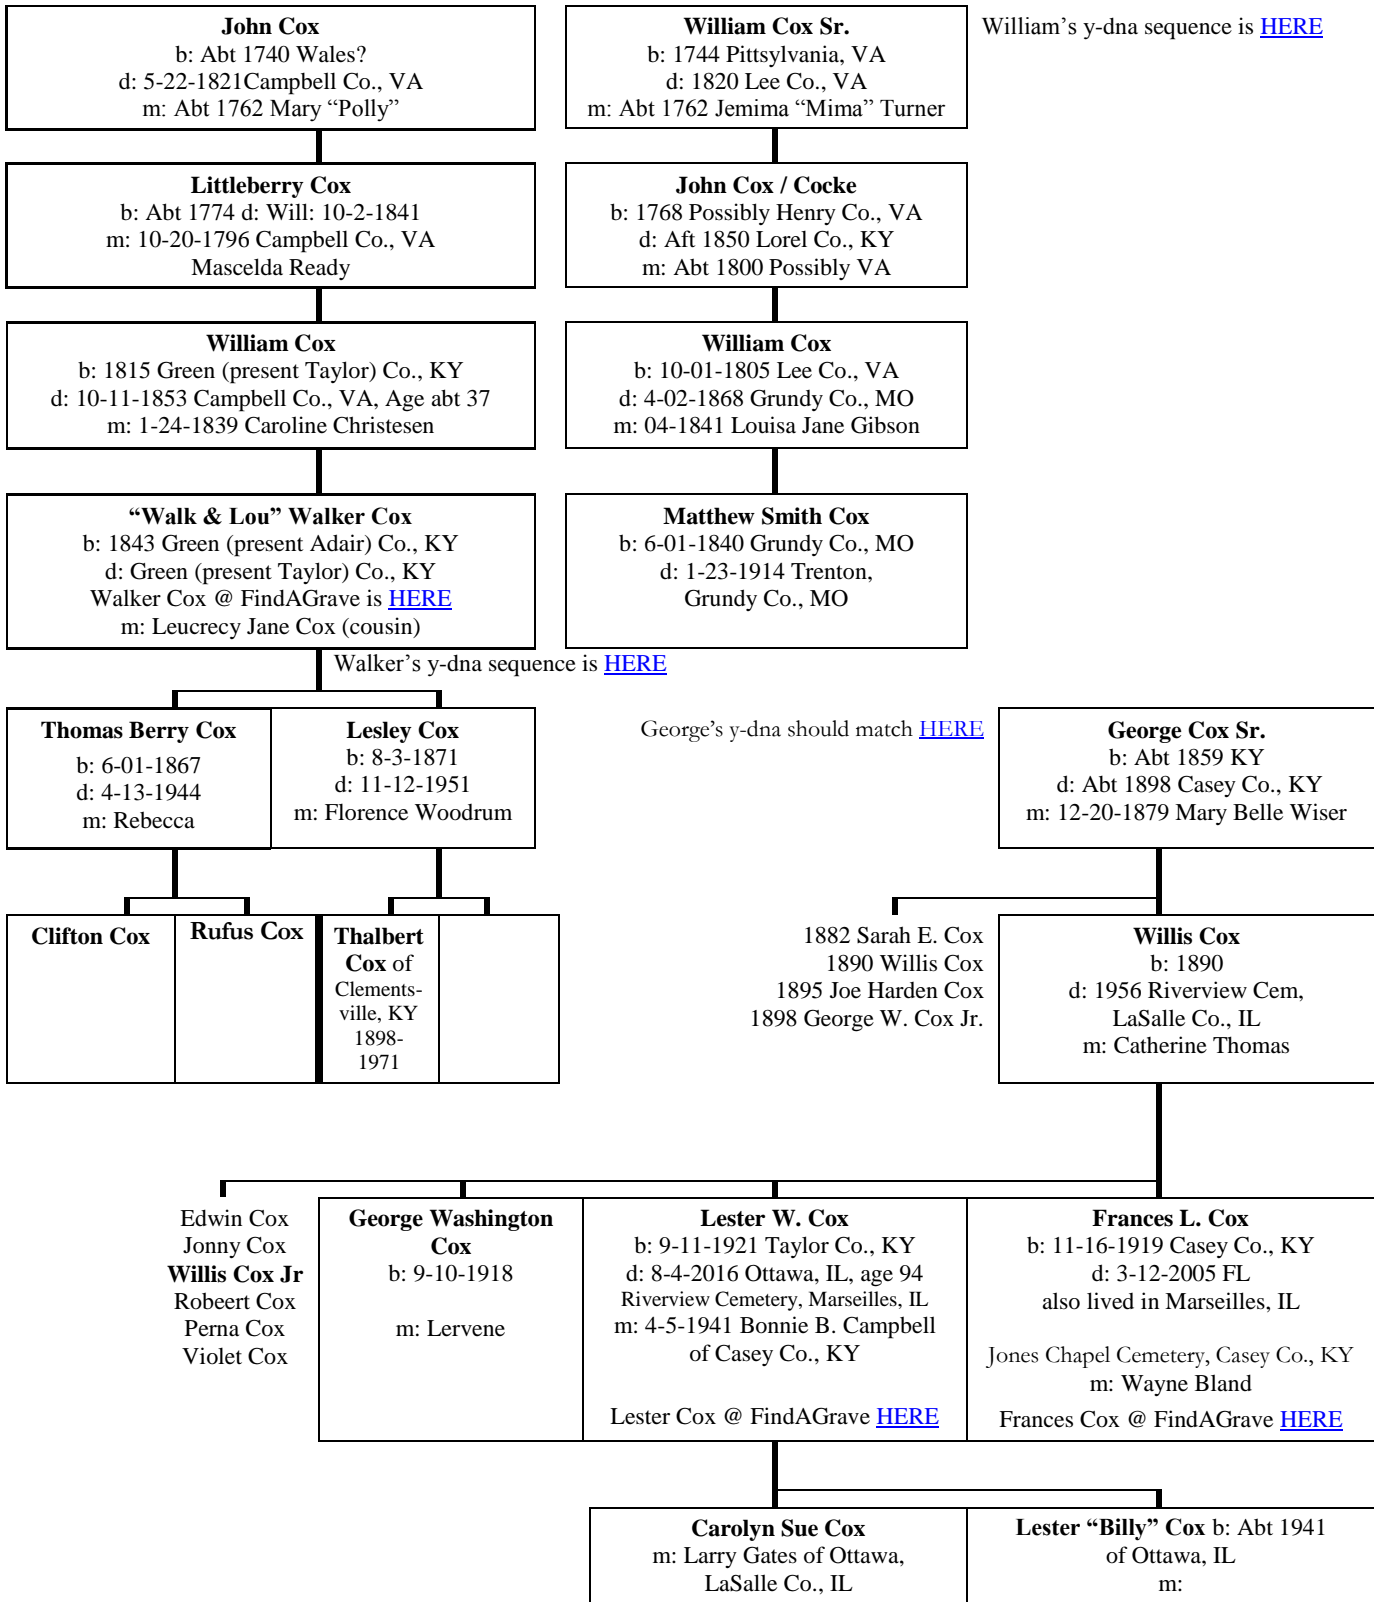 John Cox
b: Abt 1740 Wales?
d: 5-22-1821Campbell Co., VA
m: Abt 1762 Mary “Polly”
William Cox Sr.
b: 1744 Pittsylvania, VA
d: 1820 Lee Co., VA
m: Abt 1762 Jemima “Mima” Turner
William’s y-dna sequence is HERE
Littleberry Cox
b: Abt 1774 d: Will: 10-2-1841
m: 10-20-1796 Campbell Co., VA
Mascelda Ready
John Cox / Cocke
b: 1768 Possibly Henry Co., VA
d: Aft 1850 Lorel Co., KY
m: Abt 1800 Possibly VA
William Cox
b: 1815 Green (present Taylor) Co., KY
d: 10-11-1853 Campbell Co., VA, Age abt 37
m: 1-24-1839 Caroline Christesen
William Cox
b: 10-01-1805 Lee Co., VA
d: 4-02-1868 Grundy Co., MO
m: 04-1841 Louisa Jane Gibson
“Walk & Lou” Walker Cox
b: 1843 Green (present Adair) Co., KY
d: Green (present Taylor) Co., KY
Walker Cox @ FindAGrave is HERE
m: Leucrecy Jane Cox (cousin)
Matthew Smith Cox
b: 6-01-1840 Grundy Co., MO
d: 1-23-1914 Trenton,
Grundy Co., MO
Walker’s y-dna sequence is HERE
Thomas Berry Cox
b: 6-01-1867
d: 4-13-1944
m: Rebecca
Lesley Cox
b: 8-3-1871
d: 11-12-1951
m: Florence Woodrum
George’s y-dna should match HERE
George Cox Sr.
b: Abt 1859 KY
d: Abt 1898 Casey Co., KY
m: 12-20-1879 Mary Belle Wiser
Clifton Cox
Rufus Cox
Thalbert
Cox of
Clements-
ville, KY
1898-
1971
1882 Sarah E. Cox
1890 Willis Cox
1895 Joe Harden Cox
1898 George W. Cox Jr.
Willis Cox
b: 1890
d: 1956 Riverview Cem,
LaSalle Co., IL
m: Catherine Thomas
Edwin Cox
Jonny Cox
Willis Cox Jr
Robeert Cox
Perna Cox
Violet Cox
George Washington
Cox
b: 9-10-1918
m: Lervene
Lester W. Cox
b: 9-11-1921 Taylor Co., KY
d: 8-4-2016 Ottawa, IL, age 94
Riverview Cemetery, Marseilles, IL
m: 4-5-1941 Bonnie B. Campbell
of Casey Co., KY
Lester Cox @ FindAGrave HERE
Frances L. Cox
b: 11-16-1919 Casey Co., KY
d: 3-12-2005 FL
also lived in Marseilles, IL
Jones Chapel Cemetery, Casey Co., KY
m: Wayne Bland
Frances Cox @ FindAGrave HERE
Carolyn Sue Cox
m: Larry Gates of Ottawa,
LaSalle Co., IL
Lester “Billy” Cox b: Abt 1941
of Ottawa, IL
m: